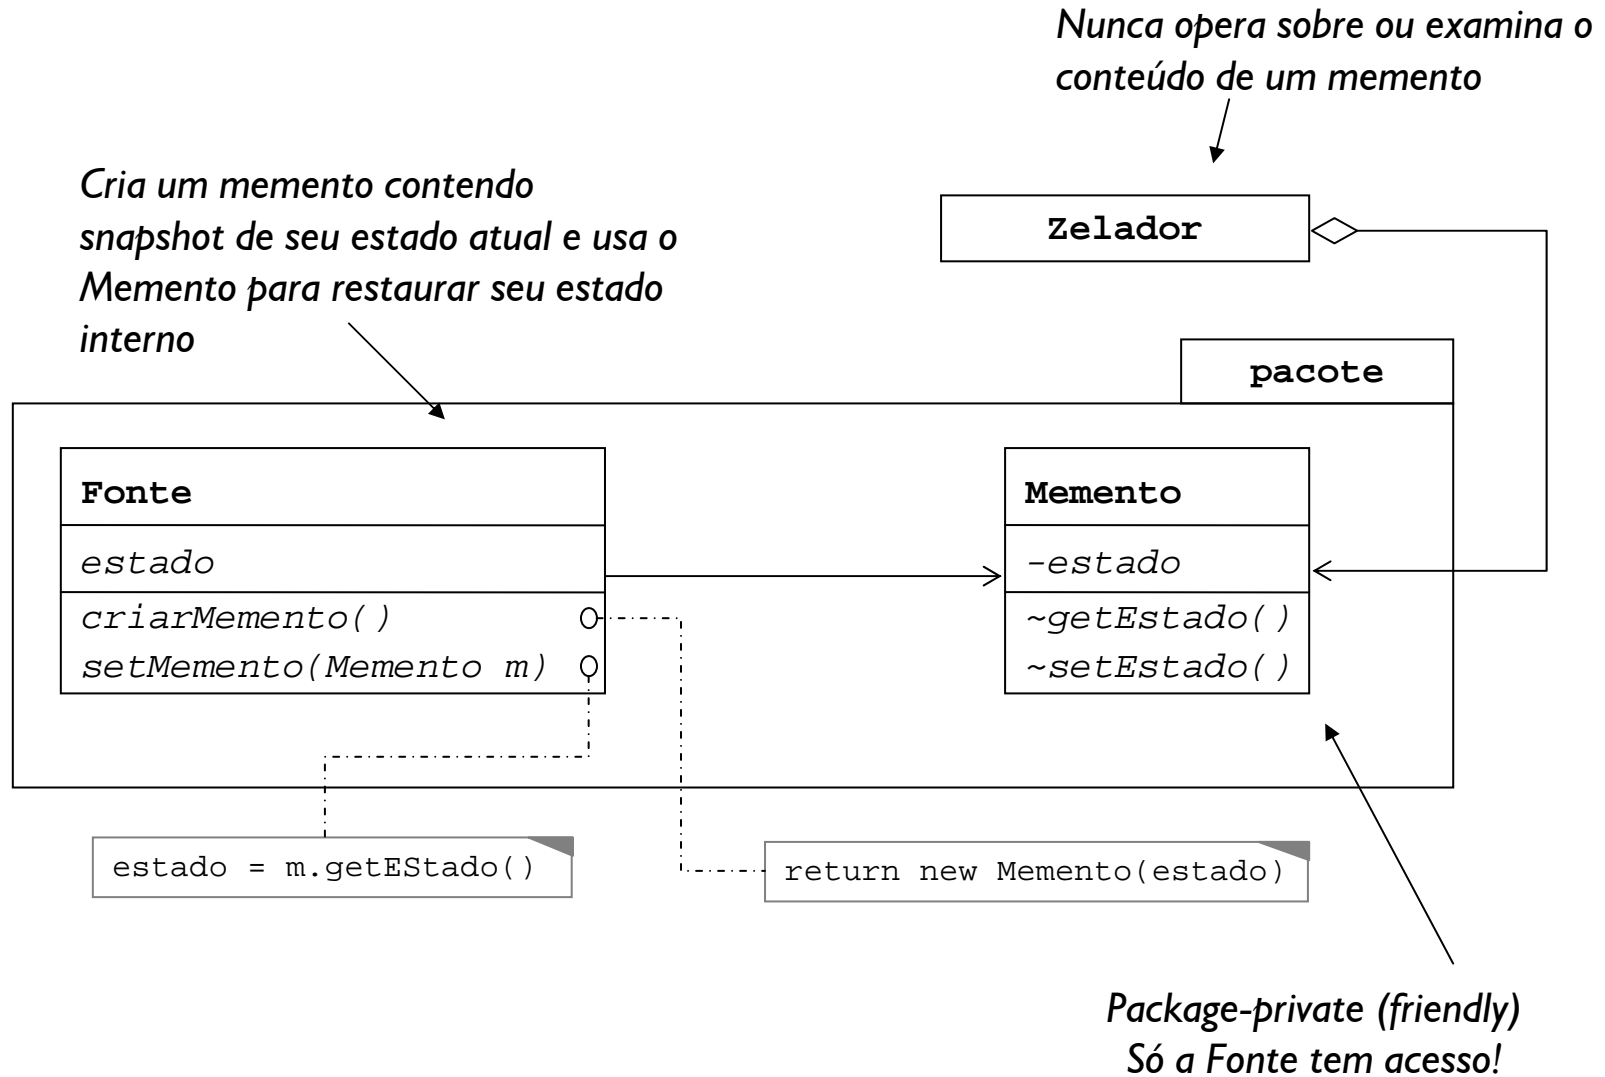 Nunca opera sobre ou examina o
conteúdo de um memento
Cria um memento contendo
snapshot de seu estado atual e usa o
Memento para restaurar seu estado
interno
Zelador
pacote
Fonte
estado
criarMemento()
setMemento(Memento m)
Memento
-estado
~getEstado()
~setEstado()
estado = m.getEStado()
return new Memento(estado)
Package-private (friendly)
Só a Fonte tem acesso!